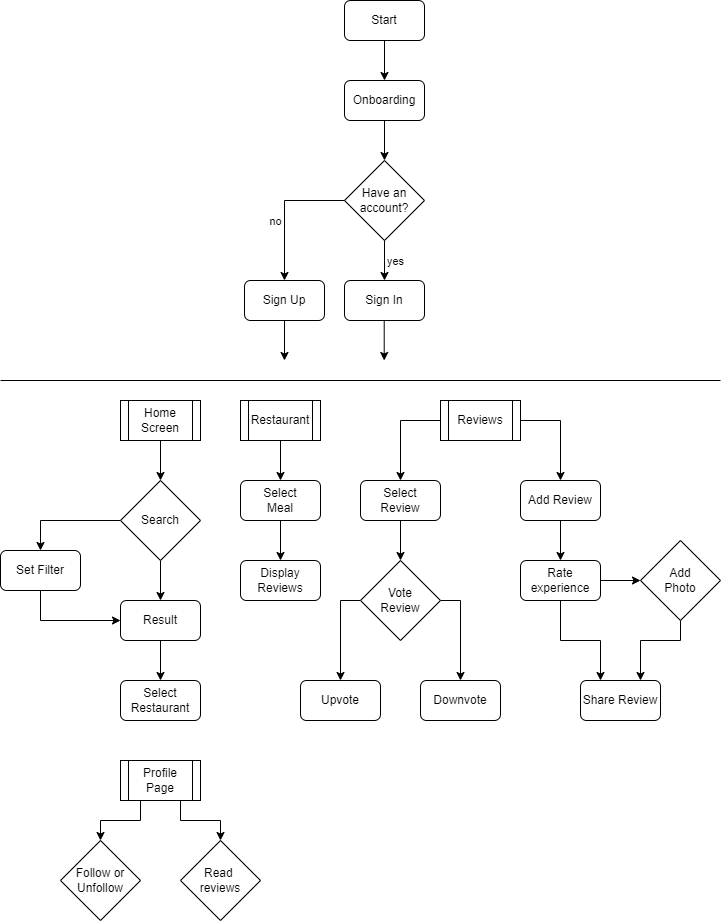 Start
Onboarding
Have an
account?
no
yes
Sign Up
Sign In
Home
Screen
Restaurant
Reviews
Search
Select
Meal
Select
Review
Add Review
Set Filter
Display
Reviews
Vote
Review
Rate
experience
Add
Photo
Result
Select
Restaurant
Upvote
Downvote
Share Review
Profile
Page
Follow or
Unfollow
Read
reviews